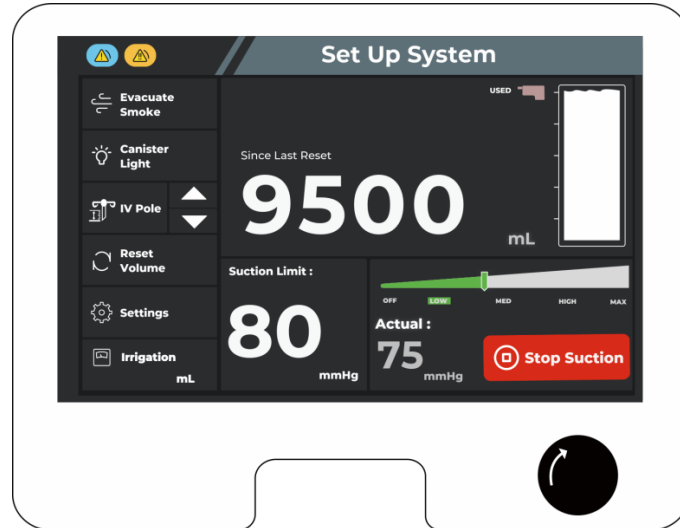 Set Up System
Evacuate
Smoke
Canister
Light
IV Pole
Reset
Volume
Settings
Irrigation
mL
USED
Since Last Reset
9500
mL
Suction Limit :
80
mmHg
OFF LOW MED HIGH MAX
Actual :
75
mmHg
Stop Suction